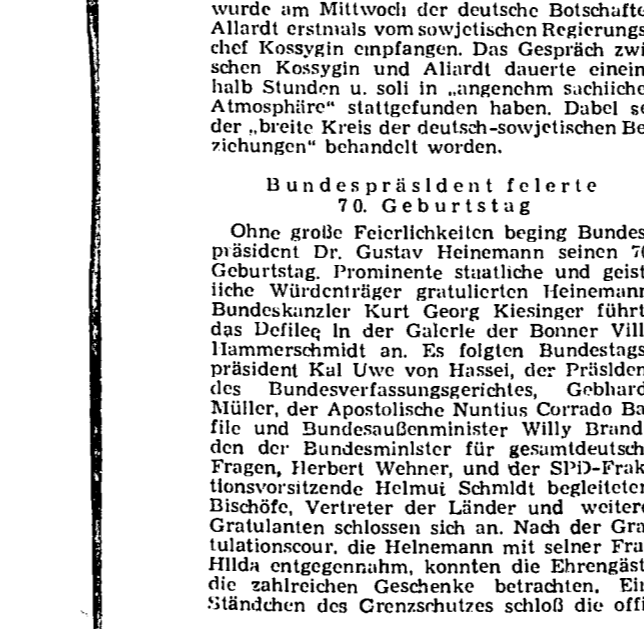 wurde am Mittwoch der deutsche Botschafte
Allardt erstmals vom sowjetischen Regierungs
chef Kossygin empfangen. Das Gespräch zwi
schen Kossygin und Allardt dauerte einein
halb Stunden u. soll in „angenehm sachliche
Atmosphäre“ stattgefunden haben. Dabei se
der „breite Kreis der deutsch-sowjetischen Be
ziehungen“ behandelt worden.
Bundespräsident feierte
70. Geburtstag
Ohne große Feierlichkeiten beging Bundes
präsident Dr. Gustav Heinemann seinen 70
Geburtstag. Prominente staatliche und geist
liche Würdenträger gratulierten Heinemann
Bundeskanzler Kurt Georg Kiesinger führt
das Defilee in der Galerie der Bonner Vill
Hammerschmidt an. Es folgten Bundestags
präsident Kai Uwe von Hassel, der Präsiden
des Bundesverfassungsgerichtes, Gebhard
Müller, der Apostolische Nuntius Corrado Ba
file und Bundesaußenminister Willy Brand
den der Bundesminister für gesamtdeutsch
Fragen, Herbert Wehner, und der SPD-Frak
tionsvorsitzende Helmut Schmidt begleiteten
Bischöfe, Vertreter der Länder und weitere
Gratulanten schlossen sich an. Nach der Gra
tulationscour, die Heinemann mit seiner Fra
Hilda entgegennahm, konnten die Ehrengäst
die zahlreichen Geschenke betrachten. Ein
Ständchen des Grenzschutzes schloß die offi